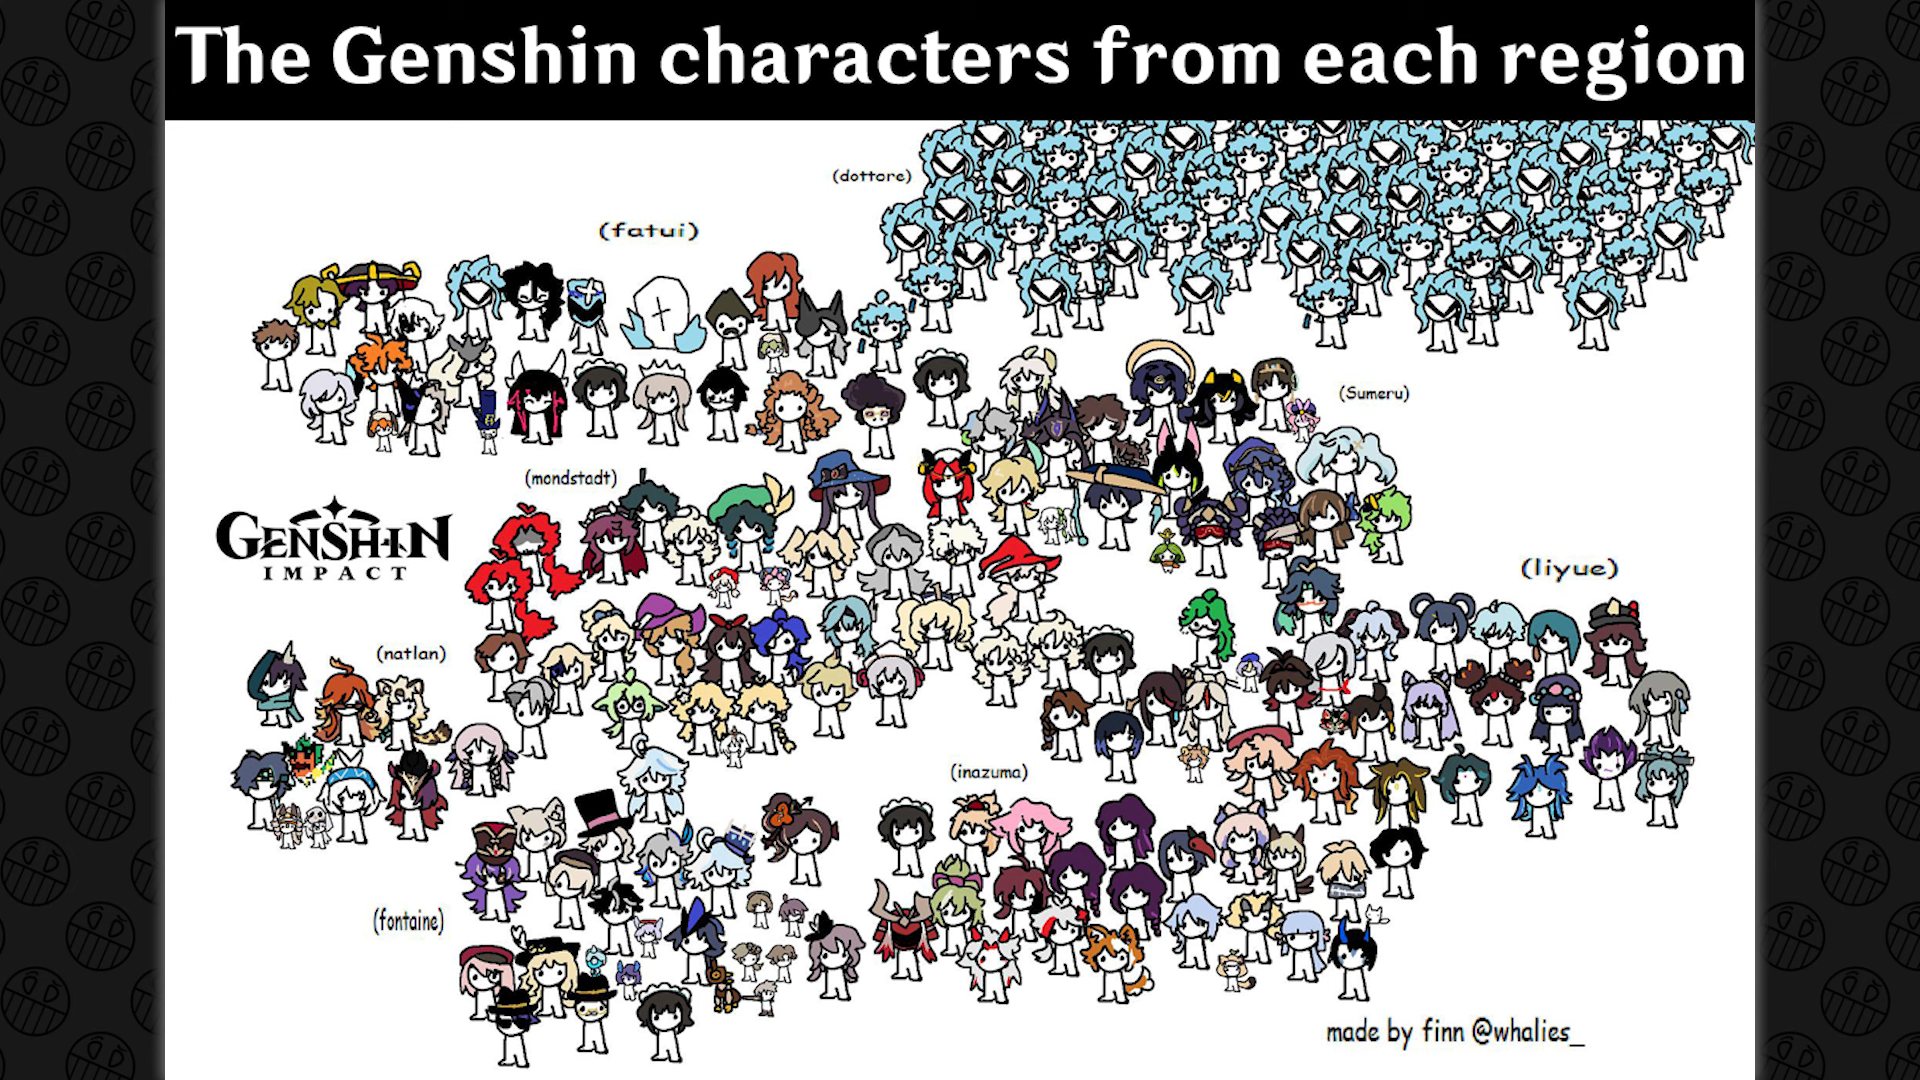 The Genshin characters from each region
(dottore)
(fatui)
(Sumeru)
(mondstadt)
GENSHIN
IMPACT
(liyue)
(natlan)
(inazuma)
(fontaine)
made by finn @whalies_